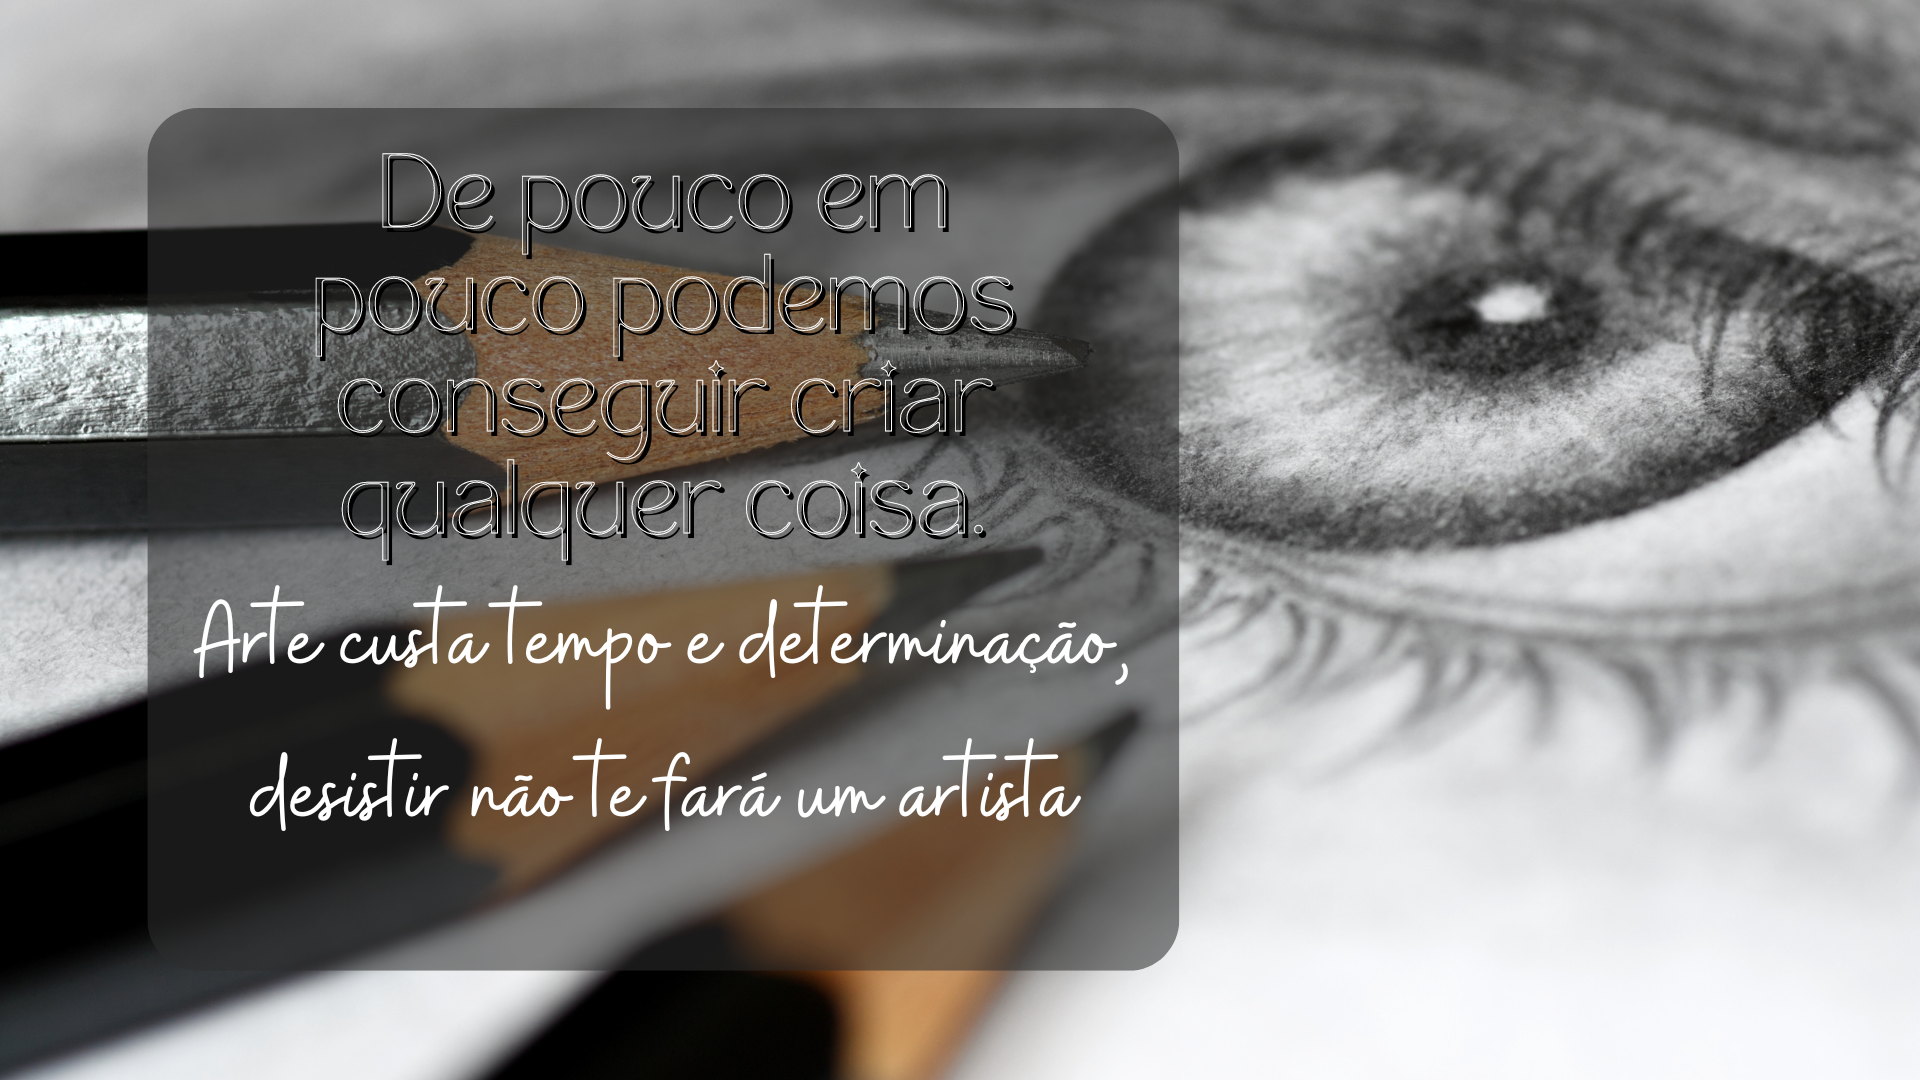 De pouco em
pouco podemos
conseguir criar
qualquer coisa.
Arte custa tempo e determinação,
desistir não te fará um artista